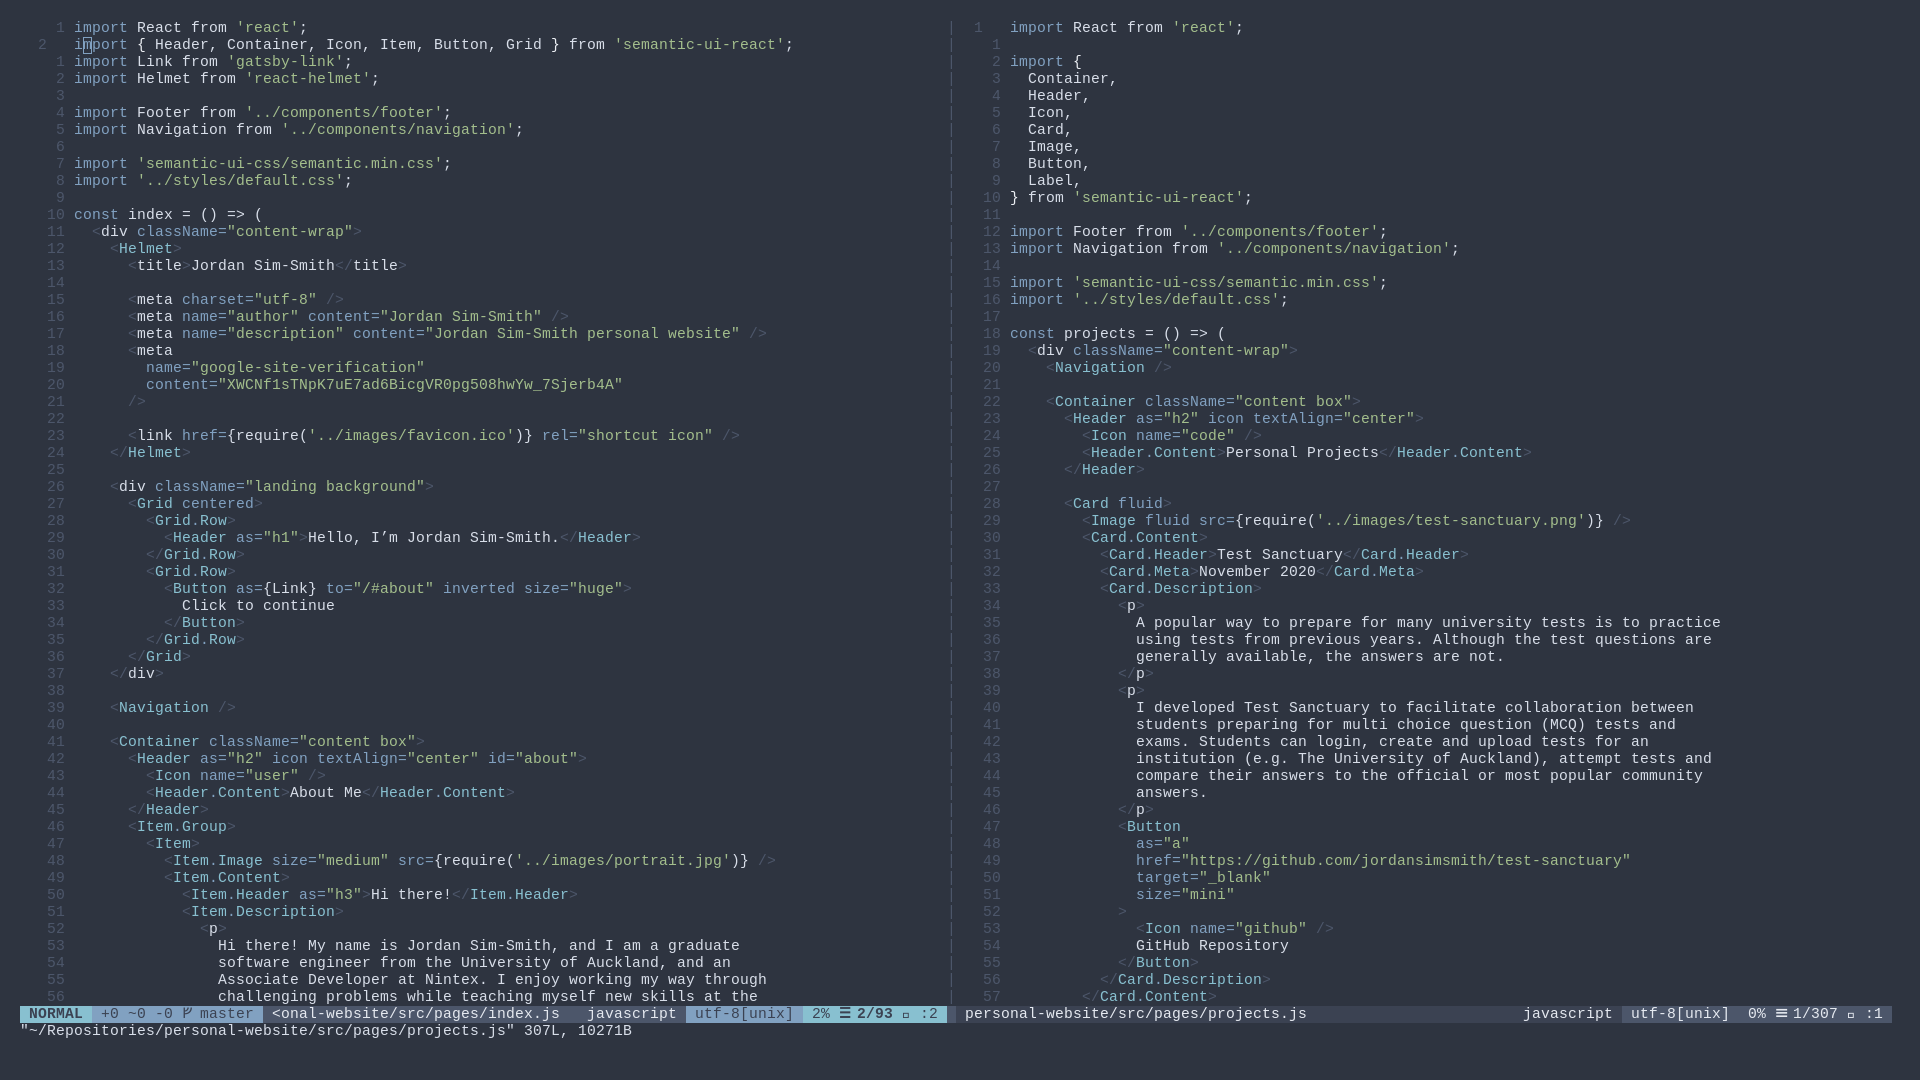 1 import React from 'react';
2 import { Header, Container, Icon, Item, Button, Grid } from 'semantic-ui-react';
1 import Link from 'gatsby-link';
2 import Helmet from 'react-helmet';
3
4 import Footer from '../components/footer';
5 import Navigation from '../components/navigation';
6
7 import 'semantic-ui-css/semantic.min.css';
8 import '../styles/default.css';
9
10 const index = () => (
11 <div className="content-wrap">
12 <Helmet>
13 <title>Jordan Sim-Smith</title>
14
15 <meta charset="utf-8" />
16 <meta name="author" content="Jordan Sim-Smith" />
17 <meta name="description" content="Jordan Sim-Smith personal website" />
18 <meta
19 name="google-site-verification"
20 content="XWCNf1sTNpK7uE7ad6BicgVR0pg508hwYw_7Sjerb4A"
21 />
22
23 <link href={require('../images/favicon.ico')} rel="shortcut icon" />
24 </Helmet>
25
26 <div className="landing background">
27 <Grid centered>
28 <Grid.Row>
29 <Header as="h1">Hello, I’m Jordan Sim-Smith.</Header>
30 </Grid.Row>
31 <Grid.Row>
32 <Button as={Link} to="/#about" inverted size="huge">
33 Click to continue
34 </Button>
35 </Grid.Row>
36 </Grid>
37 </div>
38
39 <Navigation />
40
41 <Container className="content box">
42 <Header as="h2" icon textAlign="center" id="about">
43 <Icon name="user" />
44 <Header.Content>About Me</Header.Content>
45 </Header>
46 <Item.Group>
47 <Item>
48 <Item.Image size="medium" src={require('../images/portrait.jpg')} />
49 <Item.Content>
50 <Item.Header as="h3">Hi there!</Item.Header>
51 <Item.Description>
52 <p>
53 Hi there! My name is Jordan Sim-Smith, and I am a graduate
54 software engineer from the University of Auckland, and an
55 Associate Developer at Nintex. I enjoy working my way through
56 challenging problems while teaching myself new skills at the
1 import React from 'react';
1
2 import {
3 Container,
4 Header,
5 Icon,
6 Card,
7 Image,
8 Button,
9 Label,
10 } from 'semantic-ui-react';
11
12 import Footer from '../components/footer';
13 import Navigation from '../components/navigation';
14
15 import 'semantic-ui-css/semantic.min.css';
16 import '../styles/default.css';
17
18 const projects = () => (
19 <div className="content-wrap">
20 <Navigation />
21
22 <Container className="content box">
23 <Header as="h2" icon textAlign="center">
24 <Icon name="code" />
25 <Header.Content>Personal Projects</Header.Content>
26 </Header>
27
28 <Card fluid>
29 <Image fluid src={require('../images/test-sanctuary.png')} />
30 <Card.Content>
31 <Card.Header>Test Sanctuary</Card.Header>
32 <Card.Meta>November 2020</Card.Meta>
33 <Card.Description>
34 <p>
35 A popular way to prepare for many university tests is to practice
36 using tests from previous years. Although the test questions are
37 generally available, the answers are not.
38 </p>
39 <p>
40 I developed Test Sanctuary to facilitate collaboration between
41 students preparing for multi choice question (MCQ) tests and
42 exams. Students can login, create and upload tests for an
43 institution (e.g. The University of Auckland), attempt tests and
44 compare their answers to the official or most popular community
45 answers.
46 </p>
47 <Button
48 as="a"
49 href="https://github.com/jordansimsmith/test-sanctuary"
50 target="_blank"
51 size="mini"
52 >
53 <Icon name="github" />
54 GitHub Repository
55 </Button>
56 </Card.Description>
57 </Card.Content>
NORMAL +0 ~0 -0 master <onal-website/src/pages/index.js javascript utf-8[unix] 2% ☰ 2/93 :2
personal-website/src/pages/projects.js javascript utf-8[unix] 0% ☰ 1/307 :1
"~/Repositories/personal-website/src/pages/projects.js" 307L, 10271B